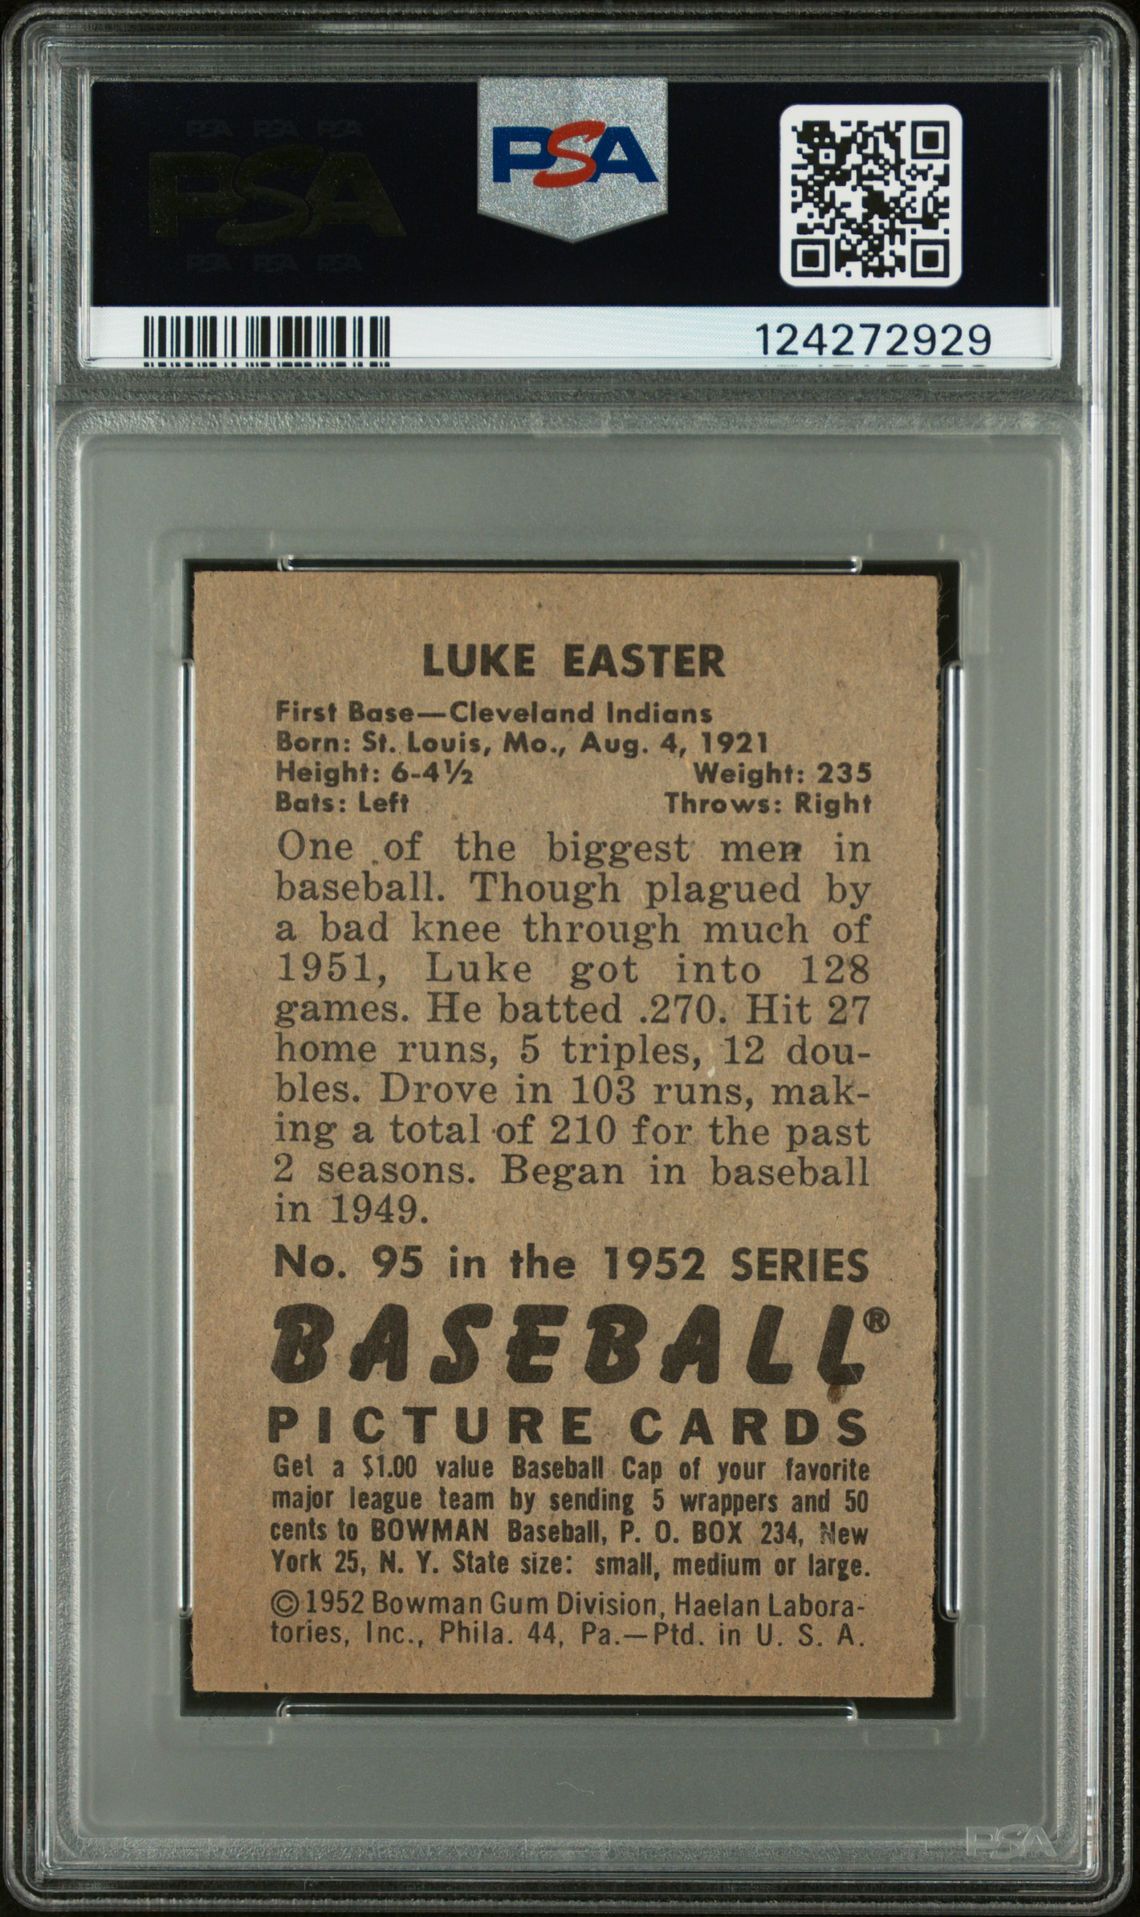 PSA PSA PSA
PSA
PSA PSA PSA
PSA
124272929
LUKE EASTER
First Base—Cleveland Indians
Born: St. Louis, Mo., Aug. 4, 1921
Height: 6-4½ Weight: 235
Bats: Left Throws: Right
One of the biggest men in
baseball. Though plagued by
a bad knee through much of
1951, Luke got into 128
games. He batted .270. Hit 27
home runs, 5 triples, 12 dou-
bles. Drove in 103 runs, mak-
ing a total of 210 for the past
2 seasons. Began in baseball
in 1949.
No. 95 in the 1952 SERIES
BASEBALL®
PICTURE CARDS
Get a $1.00 value Baseball Cap of your favorite
major league team by sending 5 wrappers and 50
cents to BOWMAN Baseball, P. O. BOX 234, New
York 25, N. Y. State size: small, medium or large.
©1952 Bowman Gum Division, Haelan Labora-
tories, Inc., Phila. 44, Pa.—Ptd. in U. S. A.
PSA